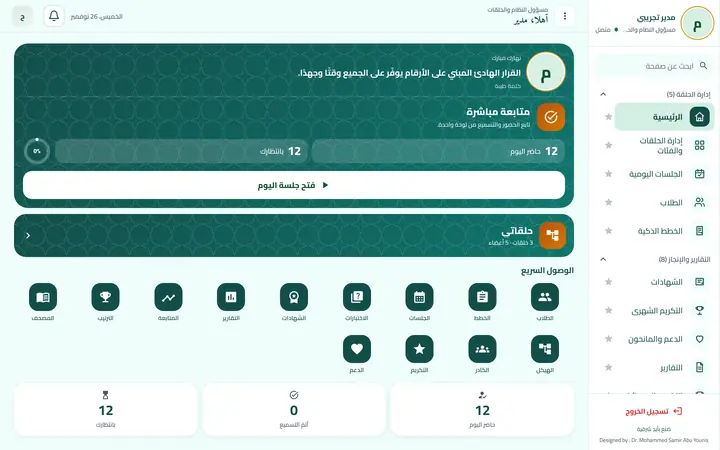 مدير تجريبي
مسؤول النظام والحـ...
متصل
م
ابحث عن صفحة
إدارة الحلقة (5)
الرئيسية
إدارة الحلقات والفئات
الجلسات اليومية
الطلاب
الخطط الذكية
التقارير والإنجاز (8)
الشهادات
التكريم الشهري
الدعم والمانحون
التقارير
تسجيل الخروج
صُنع بأيدٍ شرقية
Designed by : Dr. Mohammed Samir Abu Younis
مسؤول النظام والحلقات
أهلاً، مدير
الخميس، 26 نوفمبر
م
نهارك مبارك
القرار الهادئ المبني على الأرقام يوفّر على الجميع وقتًا وجهدًا.
كلمة طيبة
متابعة مباشرة
تابع الحضور والتسميع من لوحة واحدة.
12 حاضر اليوم
12 بانتظارك
0%
فتح جلسة اليوم
حلقاتي
3 حلقات · 5 أعضاء
الوصول السريع
الطلاب
الخطط
الجلسات
الاختبارات
الشهادات
التقارير
المتابعة
الترتيب
المصحف
الهيكل
الكادر
التكريم
الدعم
12
حاضر اليوم
0
أتمّ التسميع
12
بانتظارك